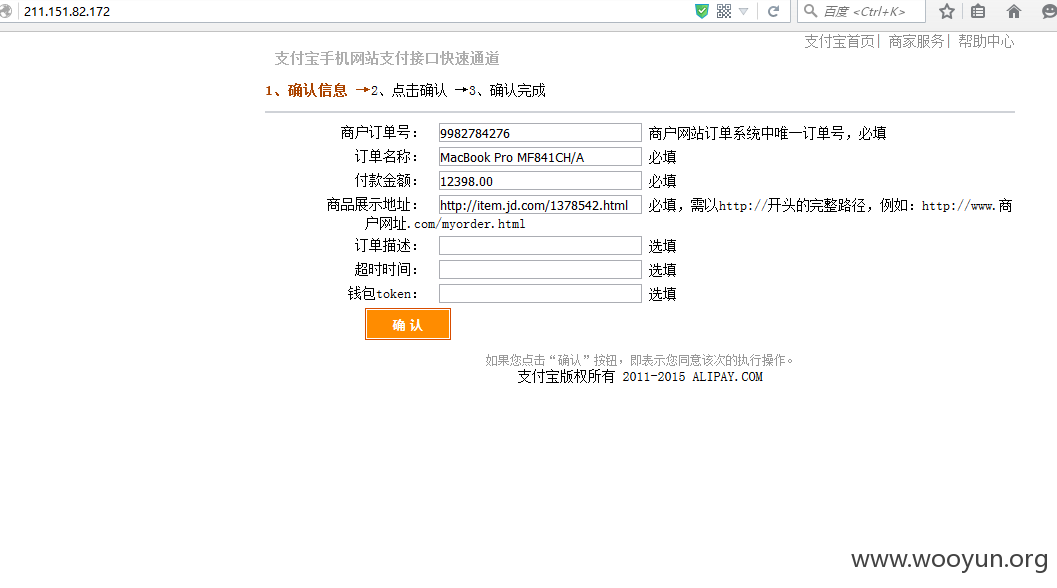 211.151.82.172
百度 <Ctrl+K>
支付宝首页| 商家服务| 帮助中心
支付宝手机网站支付接口快速通道
1、确认信息 →2、点击确认 →3、确认完成
商户订单号： 9982784276 商户网站订单系统中唯一订单号，必填
订单名称： MacBook Pro MF841CH/A 必填
付款金额： 12398.00 必填
商品展示地址： http://item.jd.com/1378542.html 必填，需以http://开头的完整路径，例如：http://www.商
户网址.com/myorder.html
订单描述： 选填
超时时间： 选填
钱包token： 选填
确 认
如果您点击“确认”按钮，即表示您同意该次的执行操作。
支付宝版权所有 2011-2015 ALIPAY.COM
www.wooyun.org